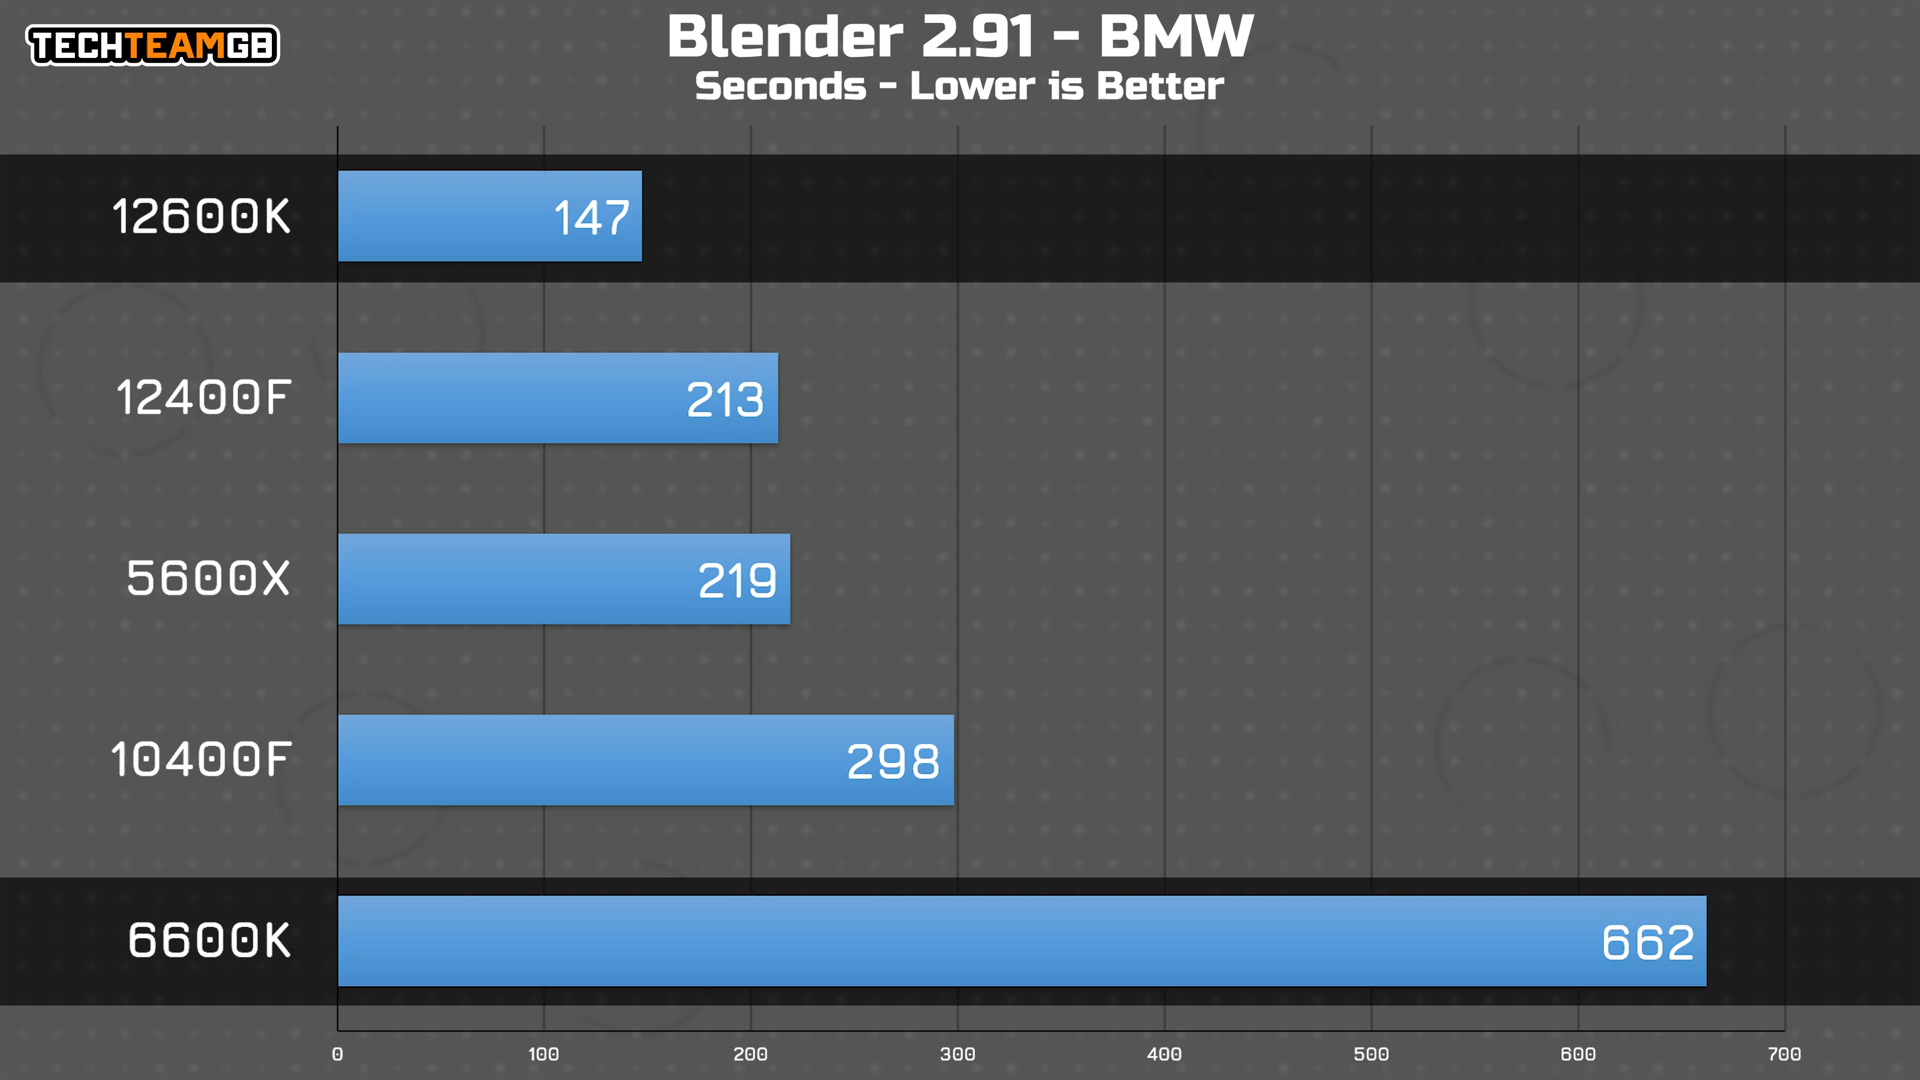 TECHTEAMGB
Blender 2.91 - BMW
Seconds - Lower is Better
12600K
147
12400F
213
5600X
219
10400F
298
6600K
662
0 100 200 300 400 500 600 700